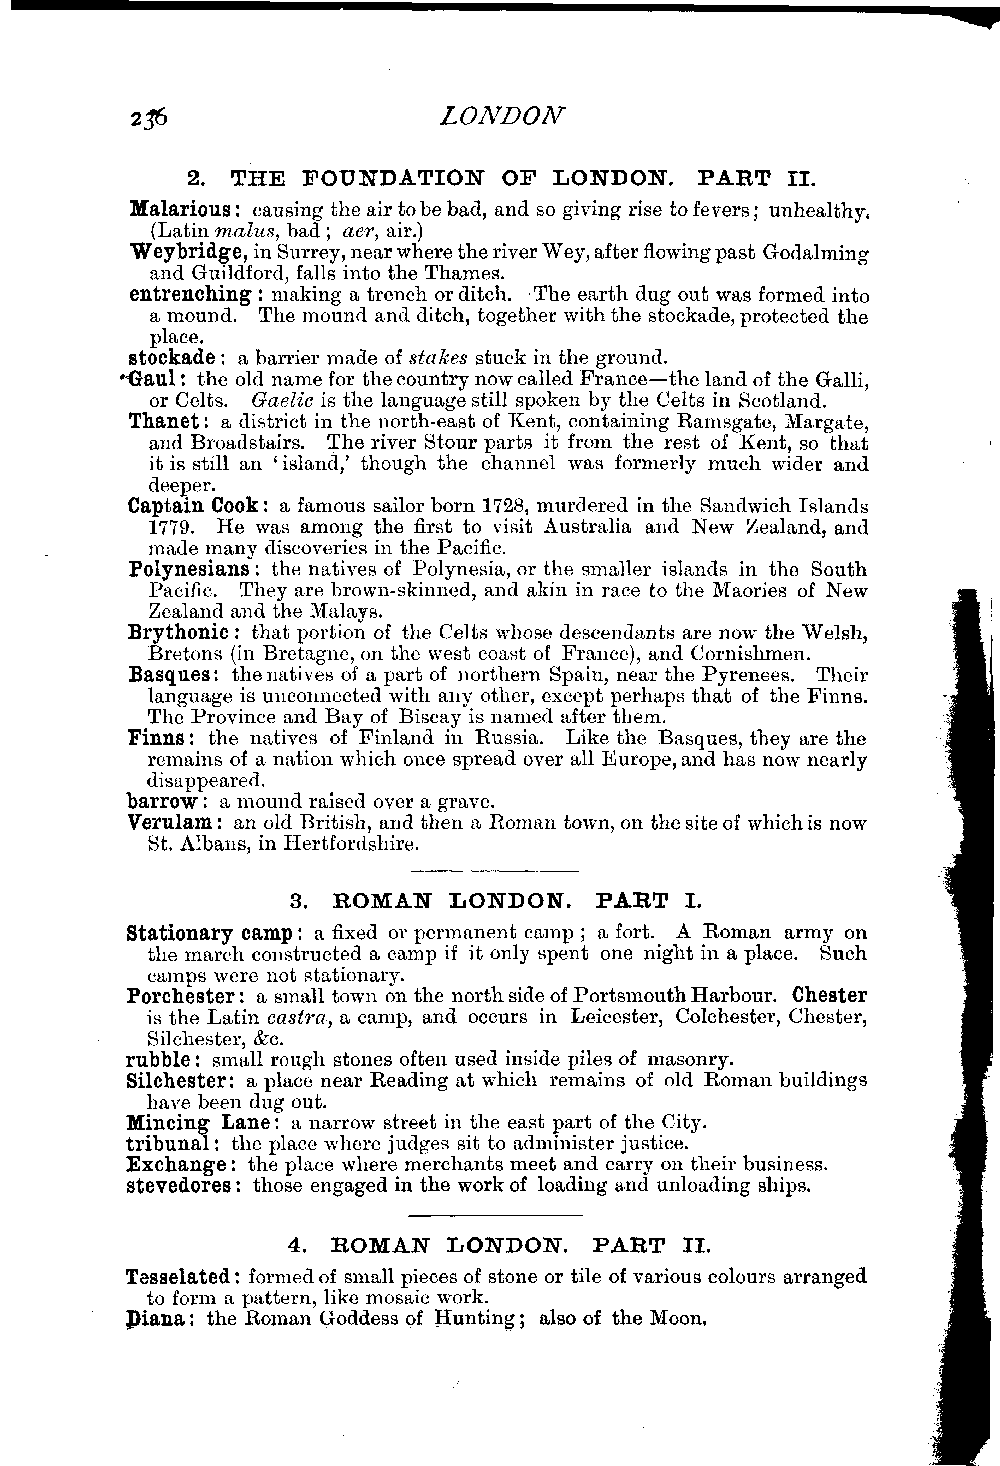 236 LONDON
2. THE FOUNDATION OF LONDON. PART II.
Malarious: causing the air to be bad, and so giving rise to fevers; unhealthy.
(Latin malus, bad; aer, air.)
Weybridge, in Surrey, near where the river Wey, after flowing past Godalming
and Guildford, falls into the Thames.
entrenching: making a trench or ditch. The earth dug out was formed into
a mound. The mound and ditch, together with the stockade, protected the
place.
stockade: a barrier made of stakes stuck in the ground.
Gaul: the old name for the country now called France—the land of the Galli,
or Celts. Gaelic is the language still spoken by the Celts in Scotland.
Thanet: a district in the north-east of Kent, containing Ramsgate, Margate,
and Broadstairs. The river Stour parts it from the rest of Kent, so that
it is still an 'island,' though the channel was formerly much wider and
deeper.
Captain Cook: a famous sailor born 1728, murdered in the Sandwich Islands
1779. He was among the first to visit Australia and New Zealand, and
made many discoveries in the Pacific.
Polynesians: the natives of Polynesia, or the smaller islands in the South
Pacific. They are brown-skinned, and akin in race to the Maories of New
Zealand and the Malays.
Brythonic: that portion of the Celts whose descendants are now the Welsh,
Bretons (in Bretagne, on the west coast of France), and Cornishmen.
Basques: the natives of a part of northern Spain, near the Pyrenees. Their
language is unconnected with any other, except perhaps that of the Finns.
The Province and Bay of Biscay is named after them.
Finns: the natives of Finland in Russia. Like the Basques, they are the
remains of a nation which once spread over all Europe, and has now nearly
disappeared.
barrow: a mound raised over a grave.
Verulam: an old British, and then a Roman town, on the site of which is now
St. Albans, in Hertfordshire.
3. ROMAN LONDON. PART I.
Stationary camp: a fixed or permanent camp; a fort. A Roman army on
the march constructed a camp if it only spent one night in a place. Such
camps were not stationary.
Porchester: a small town on the north side of Portsmouth Harbour. Chester
is the Latin castra, a camp, and occurs in Leicester, Colchester, Chester,
Silchester, &c.
rubble: small rough stones often used inside piles of masonry.
Silchester: a place near Reading at which remains of old Roman buildings
have been dug out.
Mincing Lane: a narrow street in the east part of the City.
tribunal: the place where judges sit to administer justice.
Exchange: the place where merchants meet and carry on their business.
stevedores: those engaged in the work of loading and unloading ships.
4. ROMAN LONDON. PART II.
Tesselated: formed of small pieces of stone or tile of various colours arranged
to form a pattern, like mosaic work.
Diana: the Roman Goddess of Hunting; also of the Moon.